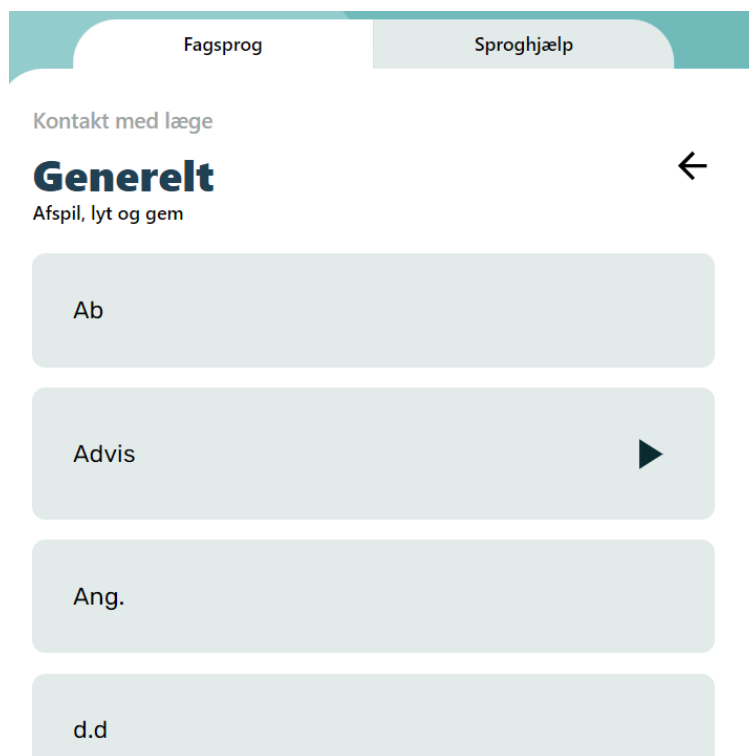 Fagsprog
Sproghjælp
Kontakt med læge
Generelt
Afspil, lyt og gem
Ab
Advis
Ang.
d.d